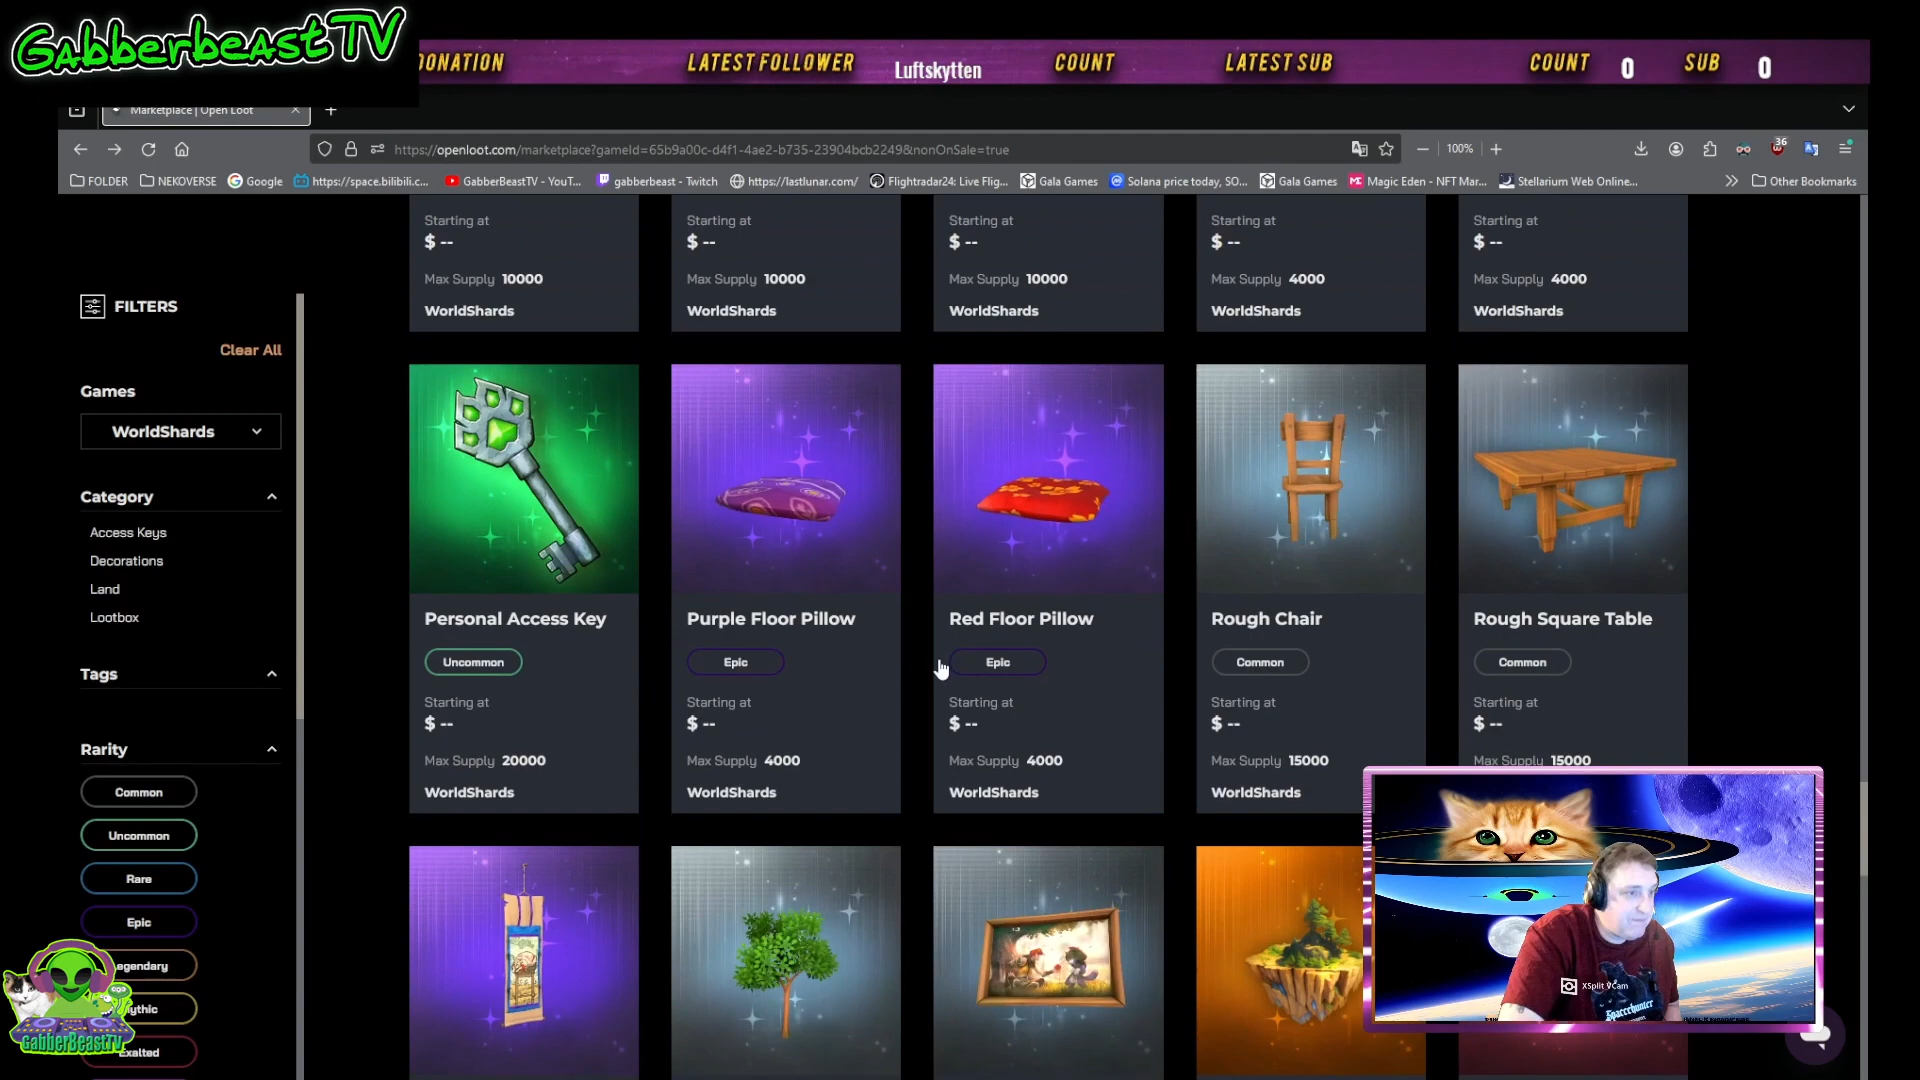 GabberbeastTV
DONATION LATEST FOLLOWER Luftskytten COUNT LATEST SUB COUNT 0 SUB 0
Marketplace | Open Loot
https://openloot.com/marketplace?gameId=65b9a00c-d4f1-4ae2-b735-23904bcb2249&nonOnSale=true
100%
36
FOLDER NEKOVERSE Google https://space.bilibili.c... GabberBeastTV - YouT... gabberbeast - Twitch https://lastlunar.com/ Flightradar24: Live Flig... Gala Games Solana price today, SO... Gala Games Magic Eden - NFT Mar... Stellarium Web Online... Other Bookmarks
Starting at Starting at Starting at Starting at Starting at
$ -- $ -- $ -- $ -- $ --
Max Supply 10000 Max Supply 10000 Max Supply 10000 Max Supply 4000 Max Supply 4000
WorldShards WorldShards WorldShards WorldShards WorldShards
FILTERS
Clear All
Games
WorldShards
Category
Access Keys
Decorations
Land
Lootbox
Tags
Rarity
Common
Uncommon
Rare
Epic
egendary
ythic
Exalted
Personal Access Key Purple Floor Pillow Red Floor Pillow Rough Chair Rough Square Table
Uncommon Epic Epic Common Common
Starting at Starting at Starting at Starting at Starting at
$ -- $ -- $ -- $ -- $ --
Max Supply 20000 Max Supply 4000 Max Supply 4000 Max Supply 15000 Max Supply 15000
WorldShards WorldShards WorldShards WorldShards
XSplit VCam
Spacehunter
GabberBeastTV